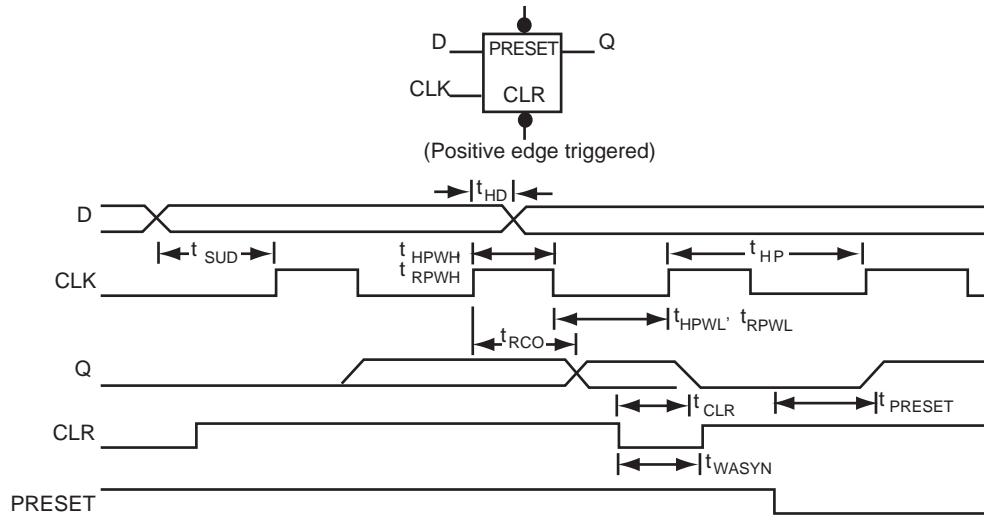 D PRESET Q
CLK CLR
(Positive edge triggered)
tHD
D
tSUD tHPWH tHP
tRPWH
CLK
tHPWL, tRPWL
tRCO
Q
tCLR tPRESET
CLR
tWASYN
PRESET